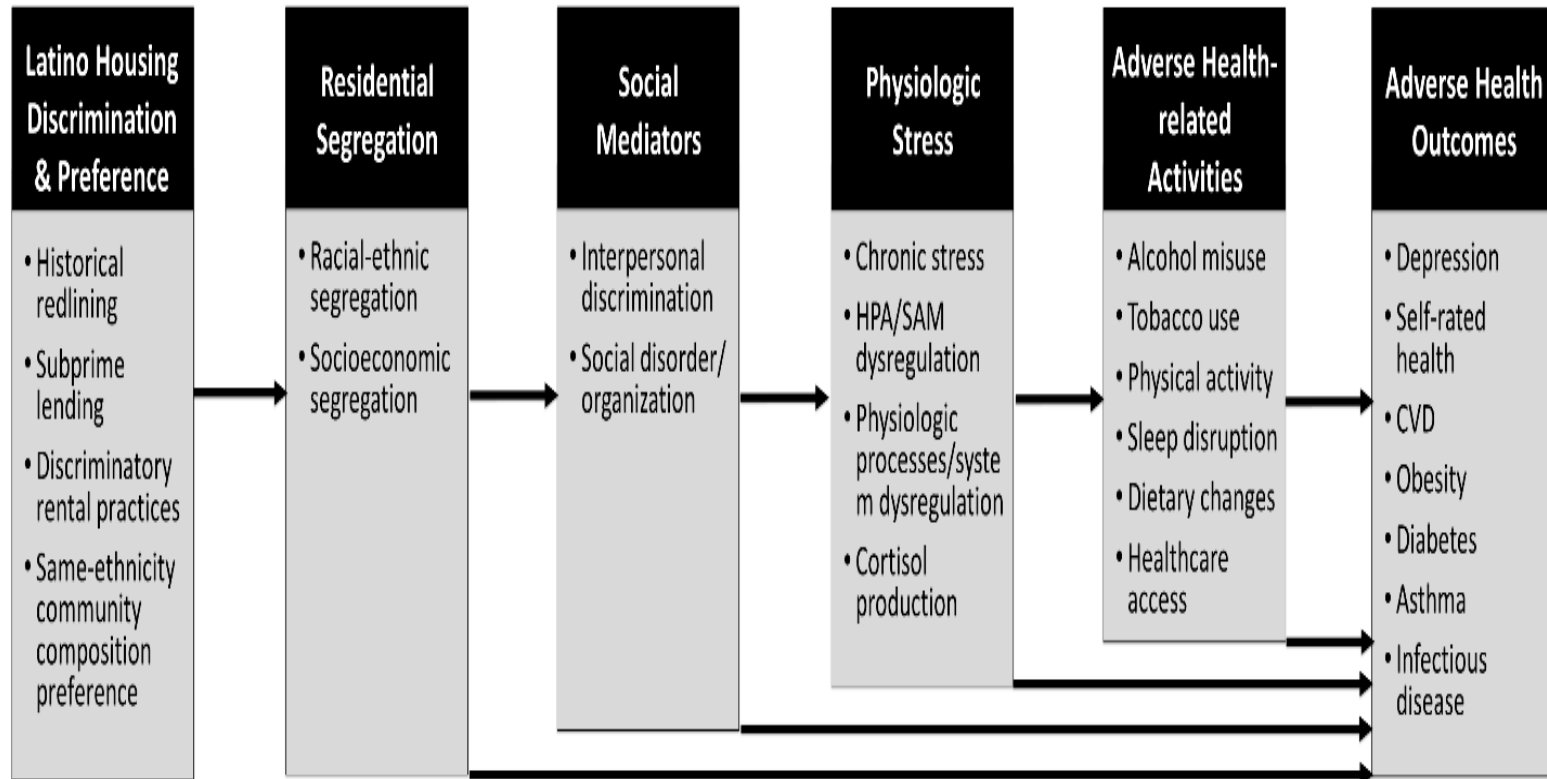 Latino Housing
Discrimination
& Preference
• Historical
redlining
• Subprime
lending
• Discriminatory
rental practices
• Same-ethnicity
community
composition
preference
Residential
Segregation
• Racial-ethnic
segregation
• Socioeconomic
segregation
Social
Mediators
• Interpersonal
discrimination
• Social disorder/
organization
Physiologic
Stress
• Chronic stress
• HPA/SAM
dysregulation
• Physiologic
processes/syste
m dysregulation
• Cortisol
production
Adverse Health-
related
Activities
• Alcohol misuse
• Tobacco use
• Physical activity
• Sleep disruption
• Dietary changes
• Healthcare
access
Adverse Health
Outcomes
• Depression
• Self-rated
health
• CVD
• Obesity
• Diabetes
• Asthma
• Infectious
disease